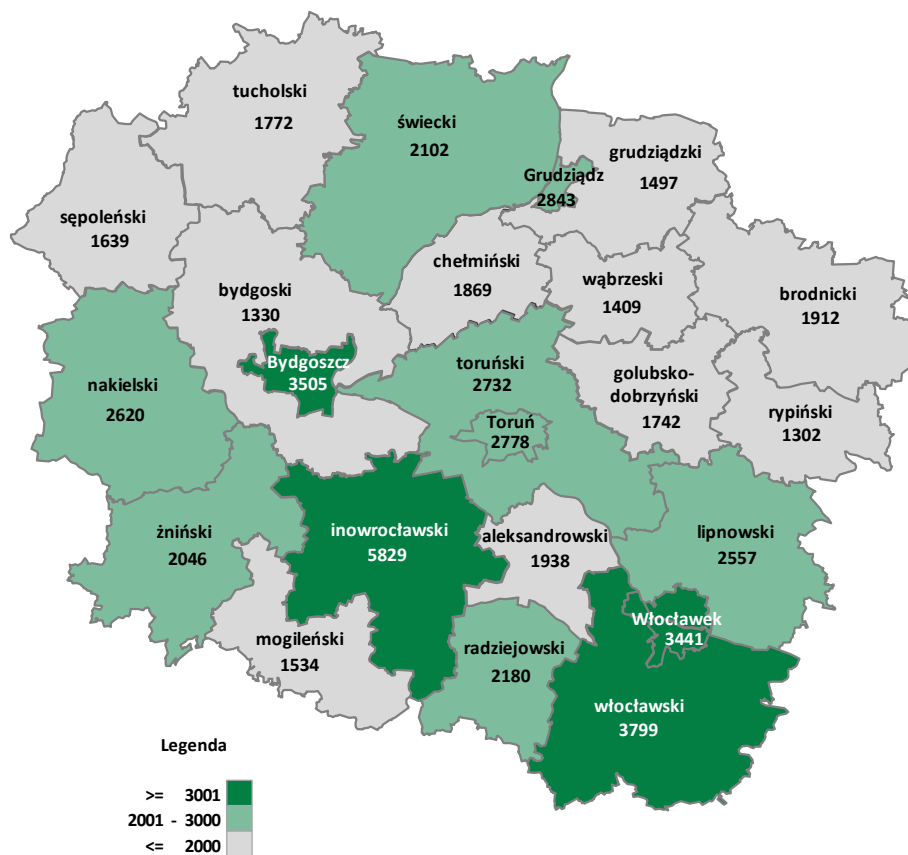 tucholski
1772
świecki
2102
grudziądzki
1497
Grudziądz
2843
sępoleński
1639
chełmiński
1869
wąbrzeski
1409
brodnicki
1912
bydgoski
1330
Bydgoszcz
3505
nakielski
2620
toruński
2732
golubsko-
dobrzyński
1742
rypiński
1302
Toruń
2778
żniński
2046
inowrocławski
5829
aleksandrowski
1938
lipnowski
2557
mogileński
1534
radziejowski
2180
Włocławek
3441
włocławski
3799
Legenda
>= 3001
2001 - 3000
<= 2000